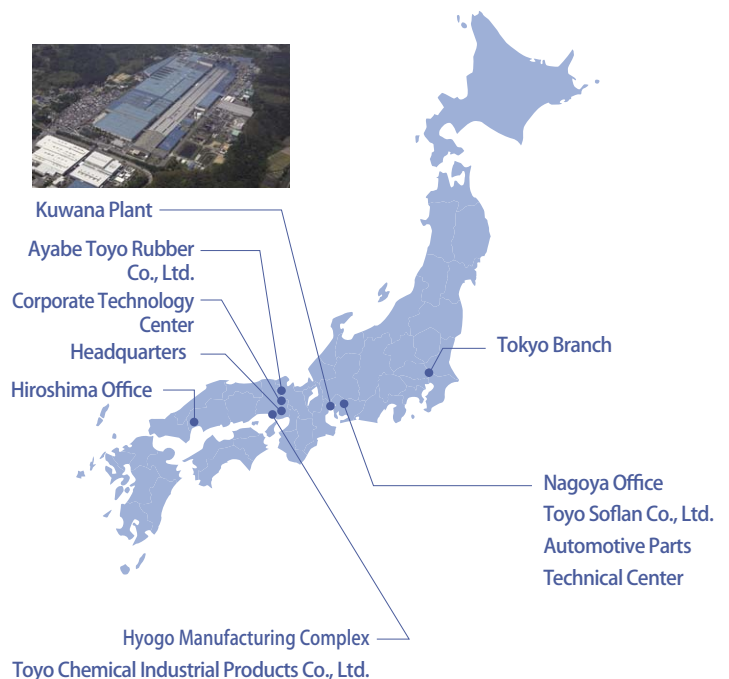 Kuwana Plant
Ayabe Toyo Rubber
Co., Ltd.
Corporate Technology
Center
Headquarters
Hiroshima Office
Tokyo Branch
Nagoya Office
Toyo Soflan Co., Ltd.
Automotive Parts
Technical Center
Hyogo Manufacturing Complex
Toyo Chemical Industrial Products Co., Ltd.